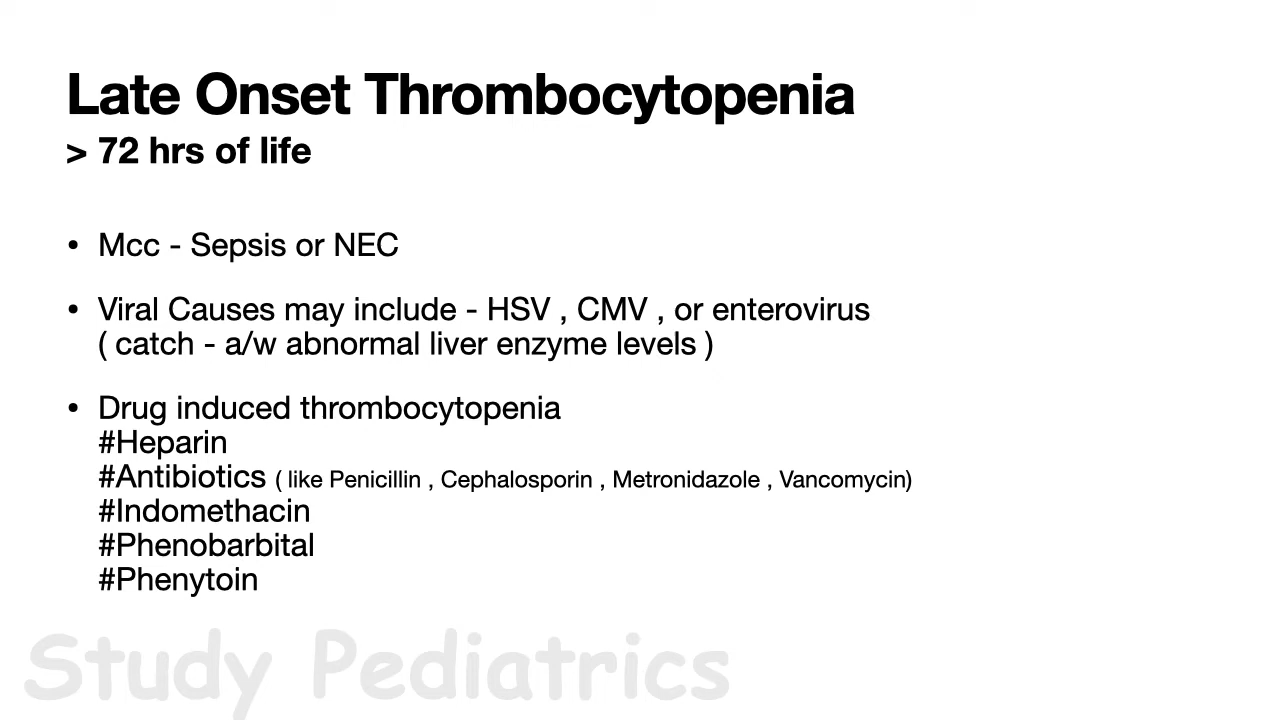 Late Onset Thrombocytopenia
> 72 hrs of life
• Mcc - Sepsis or NEC
• Viral Causes may include - HSV , CMV , or enterovirus
( catch - a/w abnormal liver enzyme levels )
• Drug induced thrombocytopenia
#Heparin
#Antibiotics ( like Penicillin , Cephalosporin , Metronidazole , Vancomycin)
#Indomethacin
#Phenobarbital
#Phenytoin
Study Pediatrics